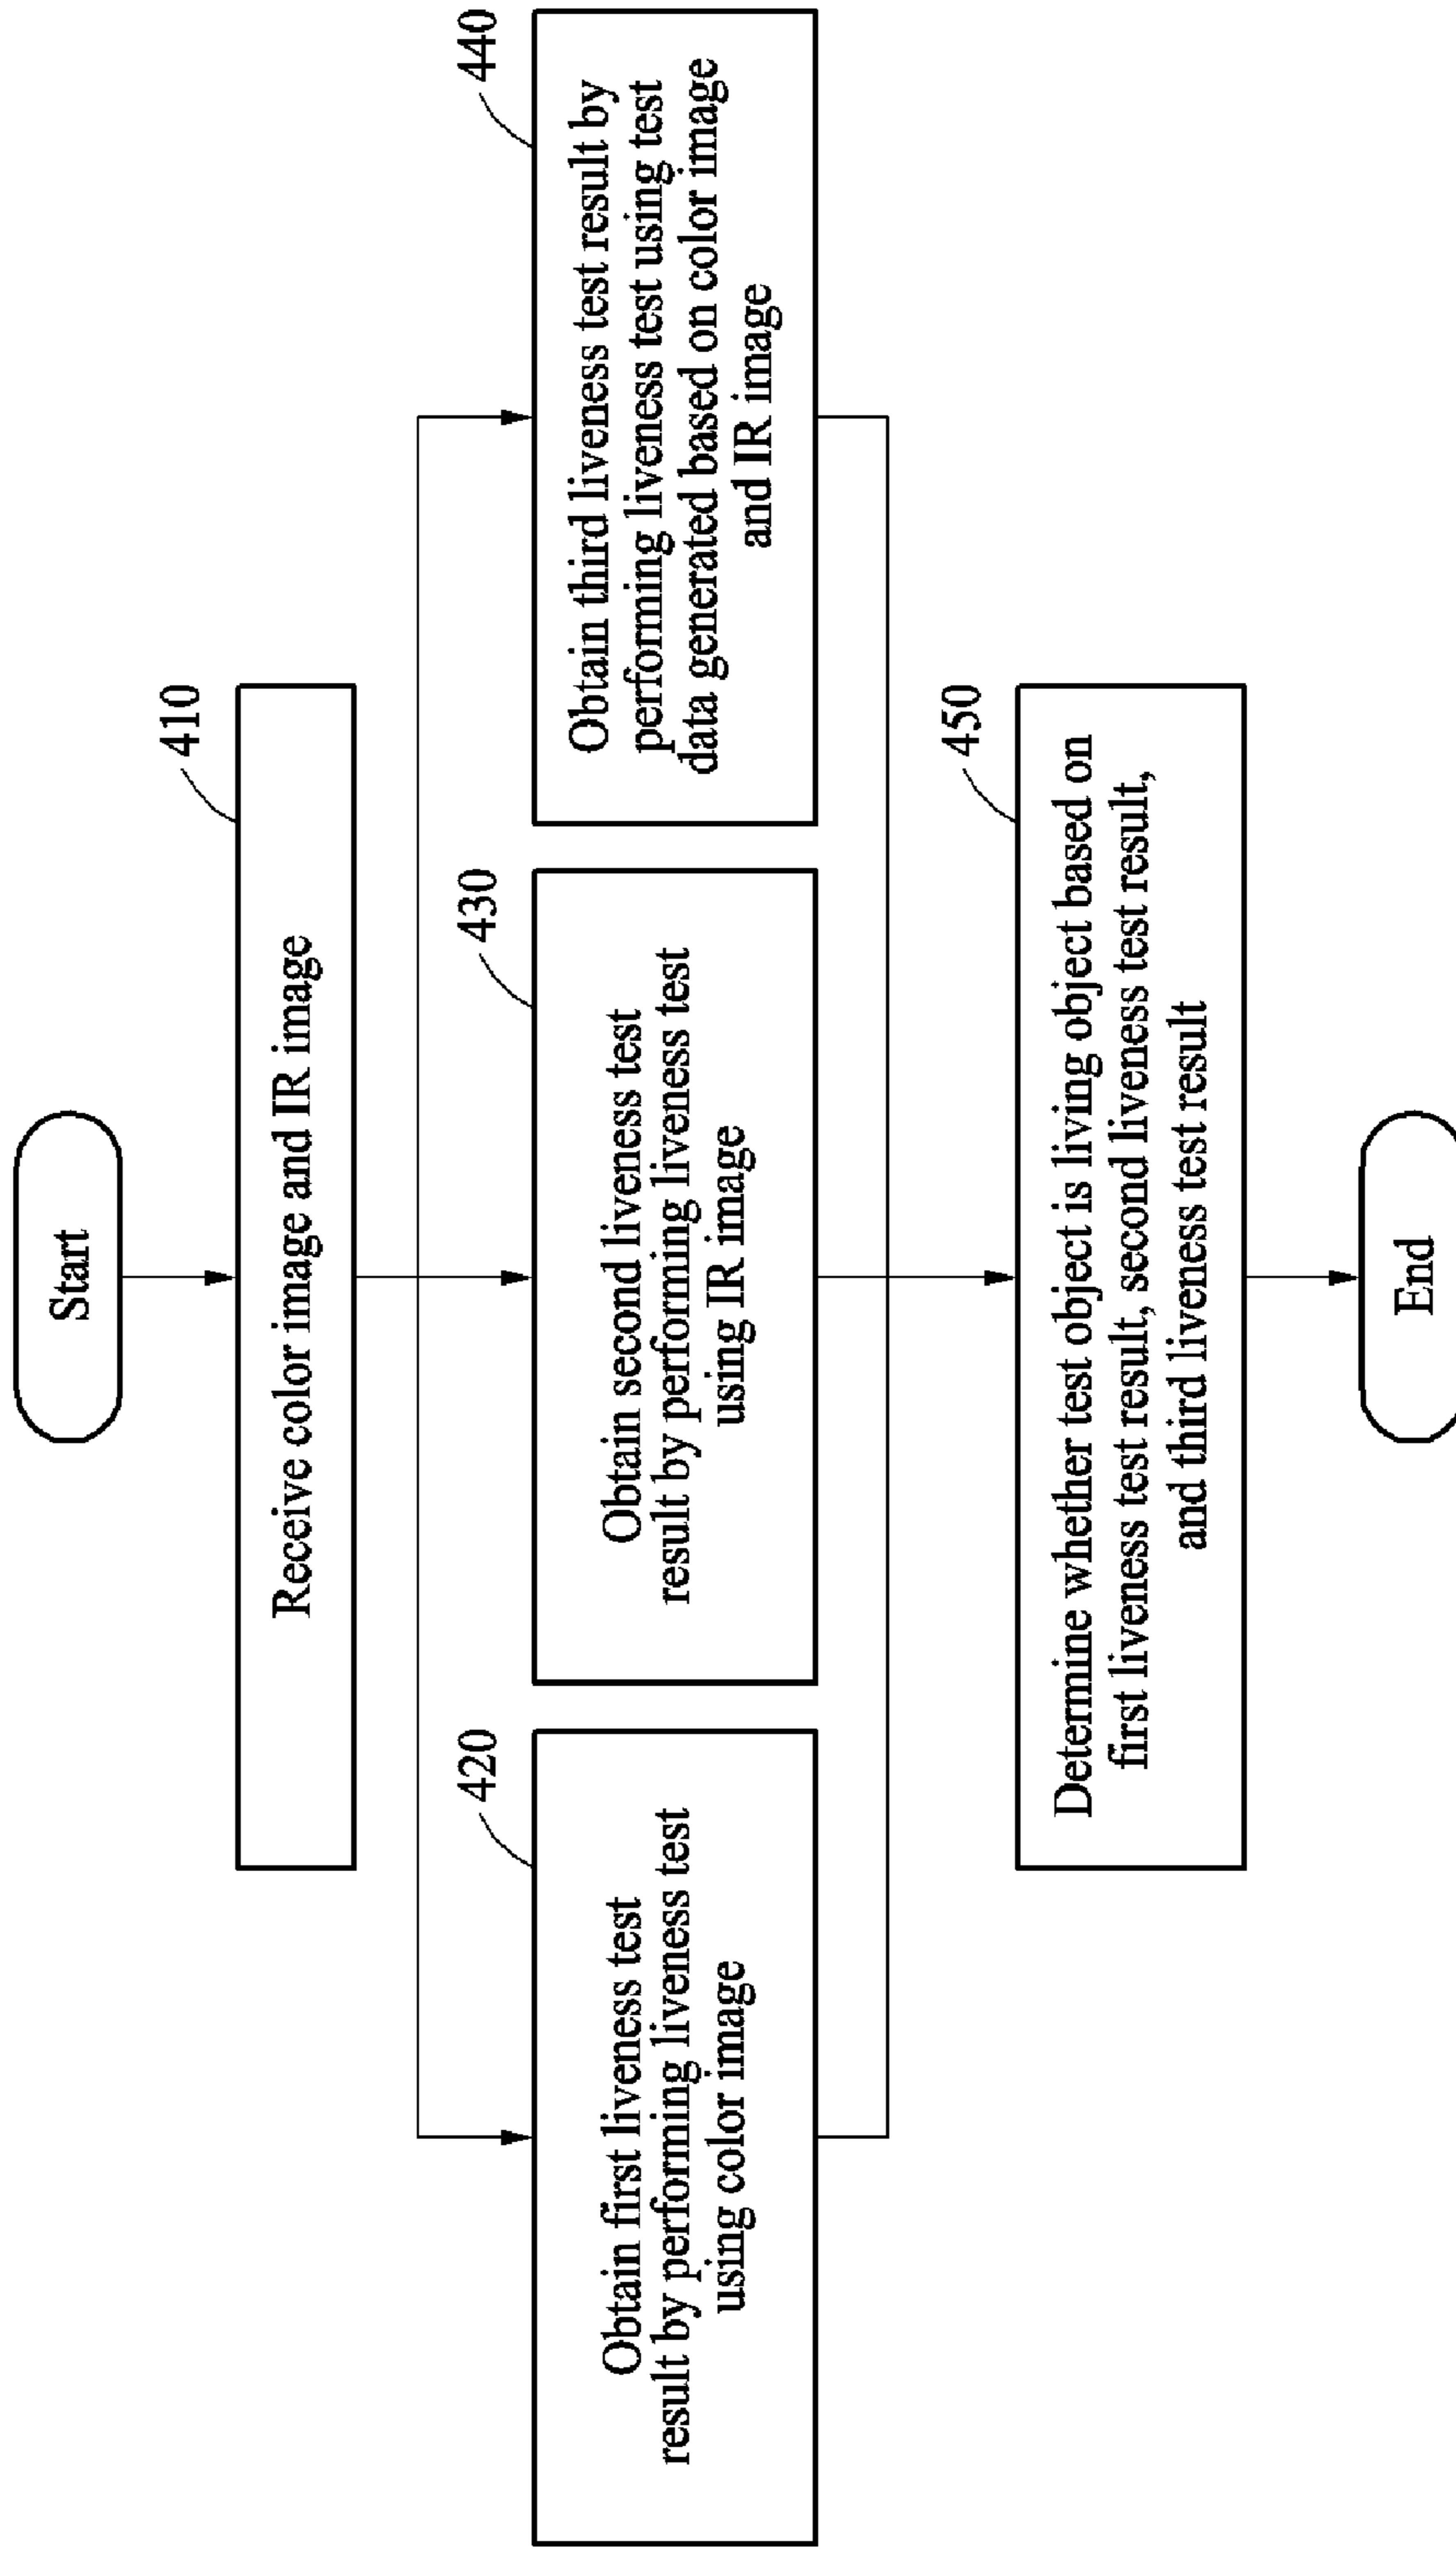 Start
410
Receive color image and IR image
420
Obtain first liveness test
result by performing liveness test
using color image
430
Obtain second liveness test
result by performing liveness test
using IR image
440
Obtain third liveness test result by
performing liveness test using test
data generated based on color image
and IR image
450
Determine whether test object is living object based on
first liveness test result, second liveness test result,
and third liveness test result
End